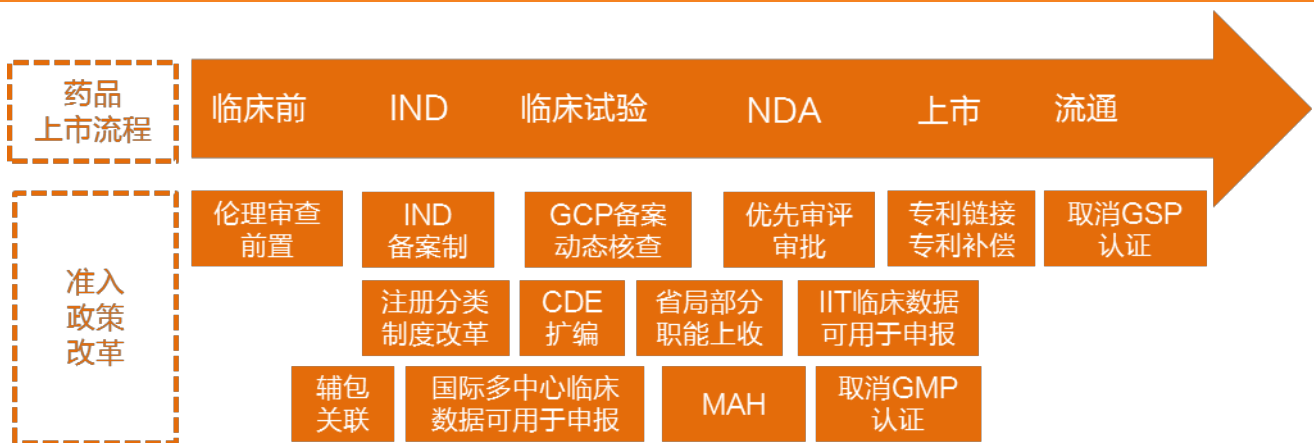 药品
上市流程
临床前 IND 临床试验 NDA 上市 流通
准入
政策
改革
伦理审查
前置
IND
备案制
GCP备案
动态核查
优先审评
审批
专利链接
专利补偿
取消GSP
认证
注册分类
制度改革
CDE
扩编
省局部分
职能上收
IIT临床数据
可用于申报
辅包
关联
国际多中心临床
数据可用于申报
MAH
取消GMP
认证